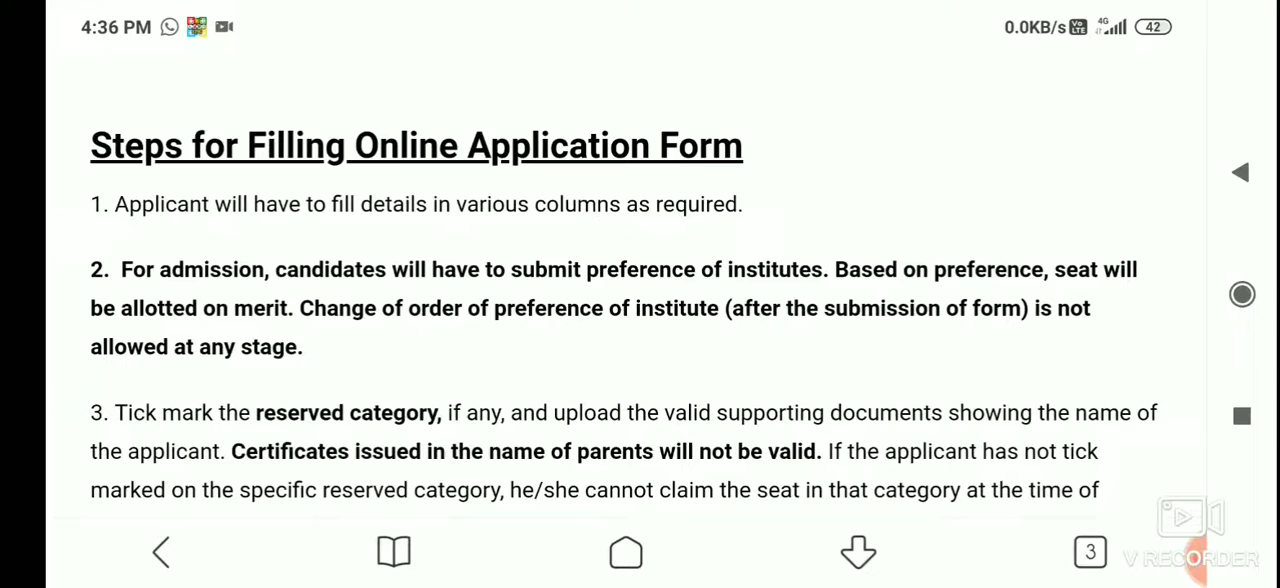 4:36 PM
0.0KB/s Vo LTE 4G 42
Steps for Filling Online Application Form
1. Applicant will have to fill details in various columns as required.
2. For admission, candidates will have to submit preference of institutes. Based on preference, seat will
be allotted on merit. Change of order of preference of institute (after the submission of form) is not
allowed at any stage.
3. Tick mark the reserved category, if any, and upload the valid supporting documents showing the name of
the applicant. Certificates issued in the name of parents will not be valid. If the applicant has not tick
marked on the specific reserved category, he/she cannot claim the seat in that category at the time of
3
V RECORDER